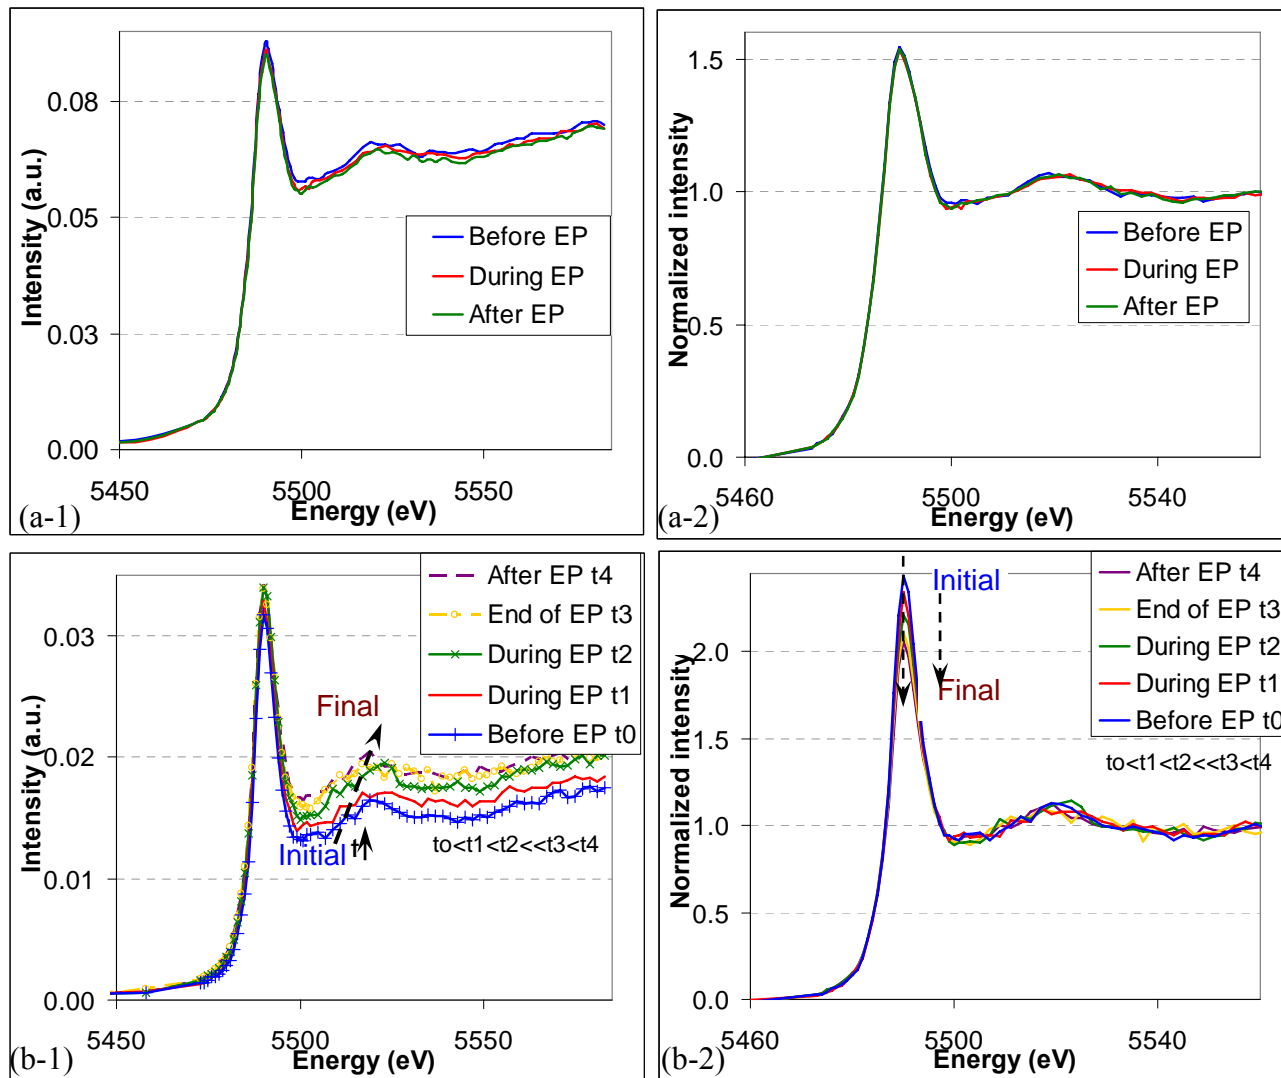 Intensity (a.u.)
0.08
0.05
0.03
0.00
5450
5500
5550
Energy (eV)
Before EP
During EP
After EP
(a-1)
Normalized intensity
1.5
1.0
0.5
0.0
5460
5500
5540
Energy (eV)
Before EP
During EP
After EP
(a-2)
Intensity (a.u.)
0.03
0.02
0.01
0.00
5450
5500
5550
Energy (eV)
After EP t4
End of EP t3
During EP t2
During EP t1
Before EP t0
Final
Initial
t
to<t1<t2<<t3<t4
(b-1)
Normalized intensity
2.0
1.5
1.0
0.5
0.0
5460
5500
5540
Energy (eV)
Initial
Final
After EP t4
End of EP t3
During EP t2
During EP t1
Before EP t0
to<t1<t2<<t3<t4
(b-2)